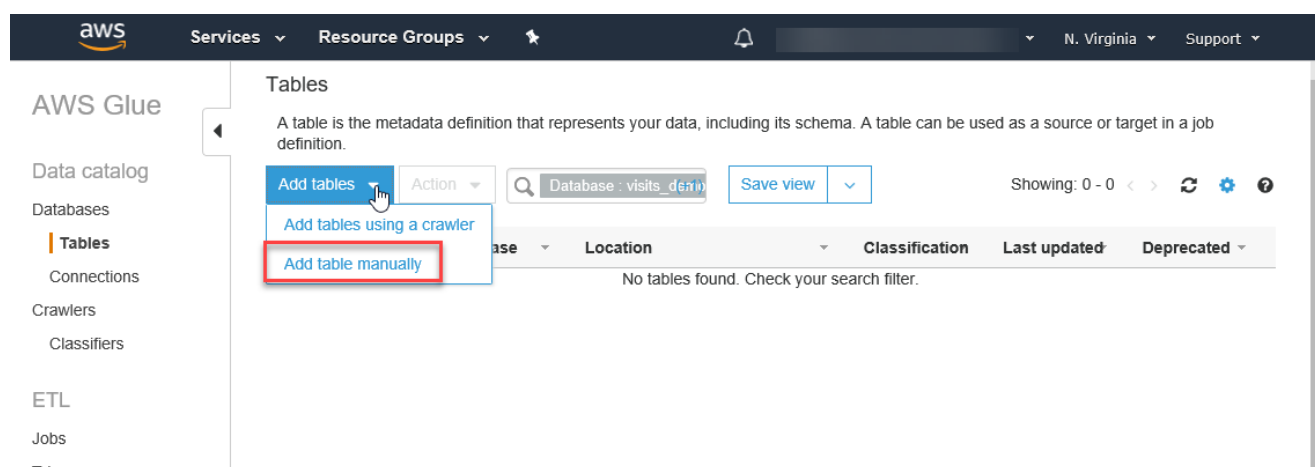 aws Services Resource Groups N. Virginia Support
AWS Glue
Data catalog
Databases
Tables
Connections
Crawlers
Classifiers
ETL
Jobs
Tables
A table is the metadata definition that represents your data, including its schema. A table can be used as a source or target in a job
definition.
Add tables Action Database : visits_demo (+1) Save view Showing: 0 - 0
Add tables using a crawler
Add table manually
ase Location Classification Last updated Deprecated
No tables found. Check your search filter.